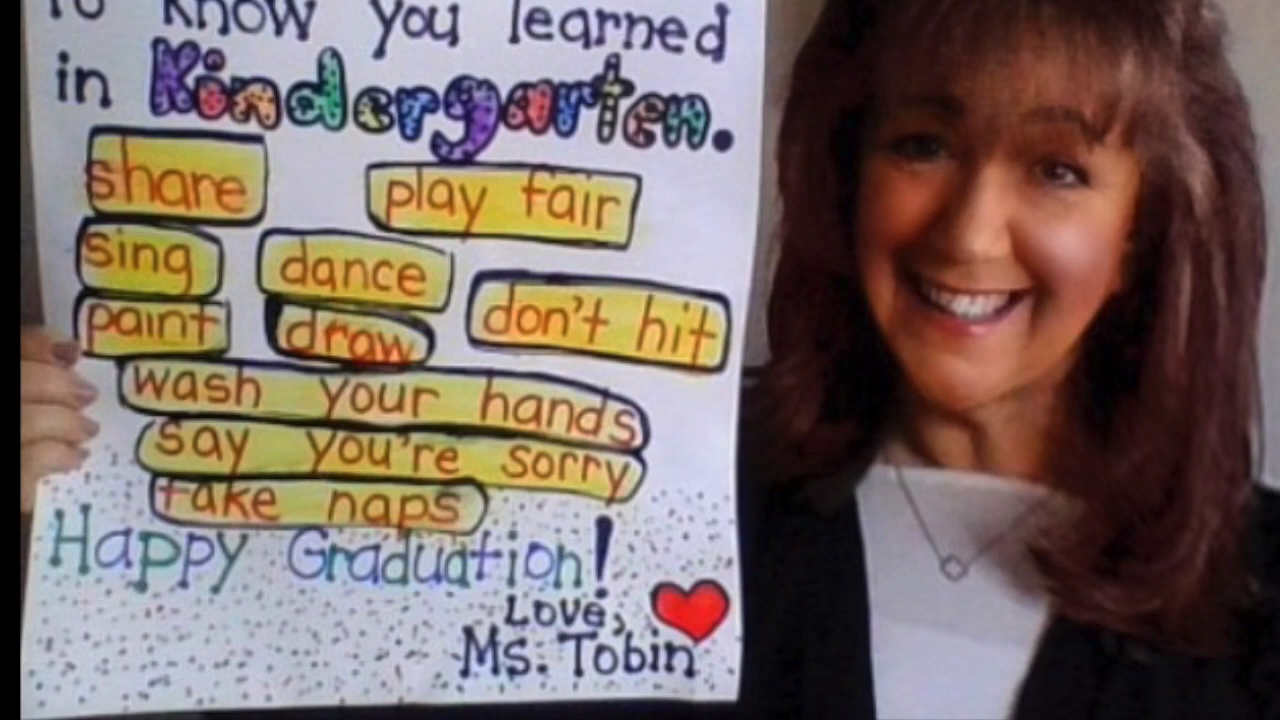 To know you learned
in Kindergarten.
share play fair
sing dance
don't hit
paint draw
wash your hands
say you're sorry
take naps
Happy Graduation!
Love,
Ms. Tobin